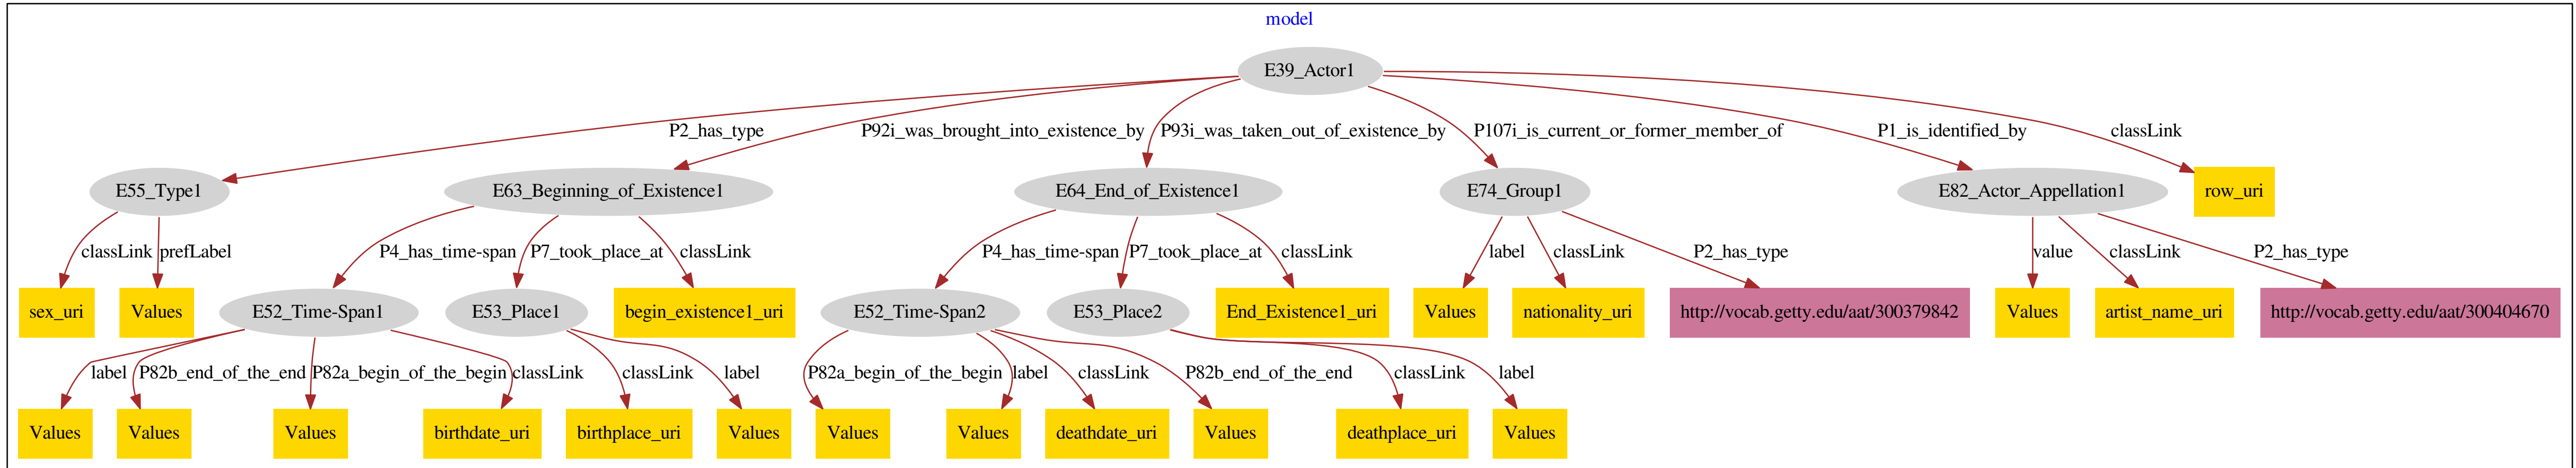 model
E39_Actor1
P2_has_type
P92i_was_brought_into_existence_by
P93i_was_taken_out_of_existence_by
P107i_is_current_or_former_member_of
P1_is_identified_by
classLink
E55_Type1
E63_Beginning_of_Existence1
E64_End_of_Existence1
E74_Group1
E82_Actor_Appellation1
row_uri
classLink
prefLabel
P4_has_time-span
P7_took_place_at
classLink
P4_has_time-span
P7_took_place_at
classLink
label
classLink
P2_has_type
value
classLink
P2_has_type
sex_uri
Values
E52_Time-Span1
E53_Place1
begin_existence1_uri
E52_Time-Span2
E53_Place2
End_Existence1_uri
Values
nationality_uri
http://vocab.getty.edu/aat/300379842
Values
artist_name_uri
http://vocab.getty.edu/aat/300404670
label
P82b_end_of_the_end
P82a_begin_of_the_begin
classLink
classLink
label
P82a_begin_of_the_begin
label
classLink
P82b_end_of_the_end
classLink
label
Values
Values
Values
birthdate_uri
birthplace_uri
Values
Values
Values
deathdate_uri
Values
deathplace_uri
Values